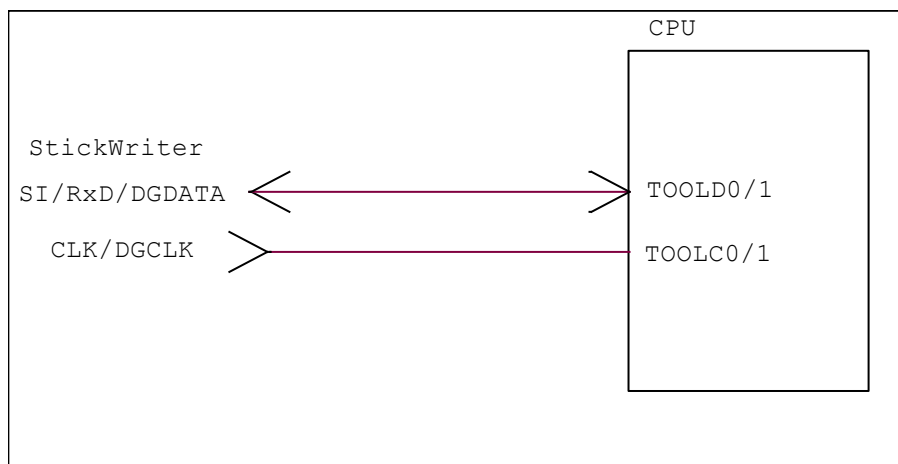 CPU
StickWriter
SI/RxD/DGDATA
TOOLD0/1
CLK/DGCLK
TOOLC0/1